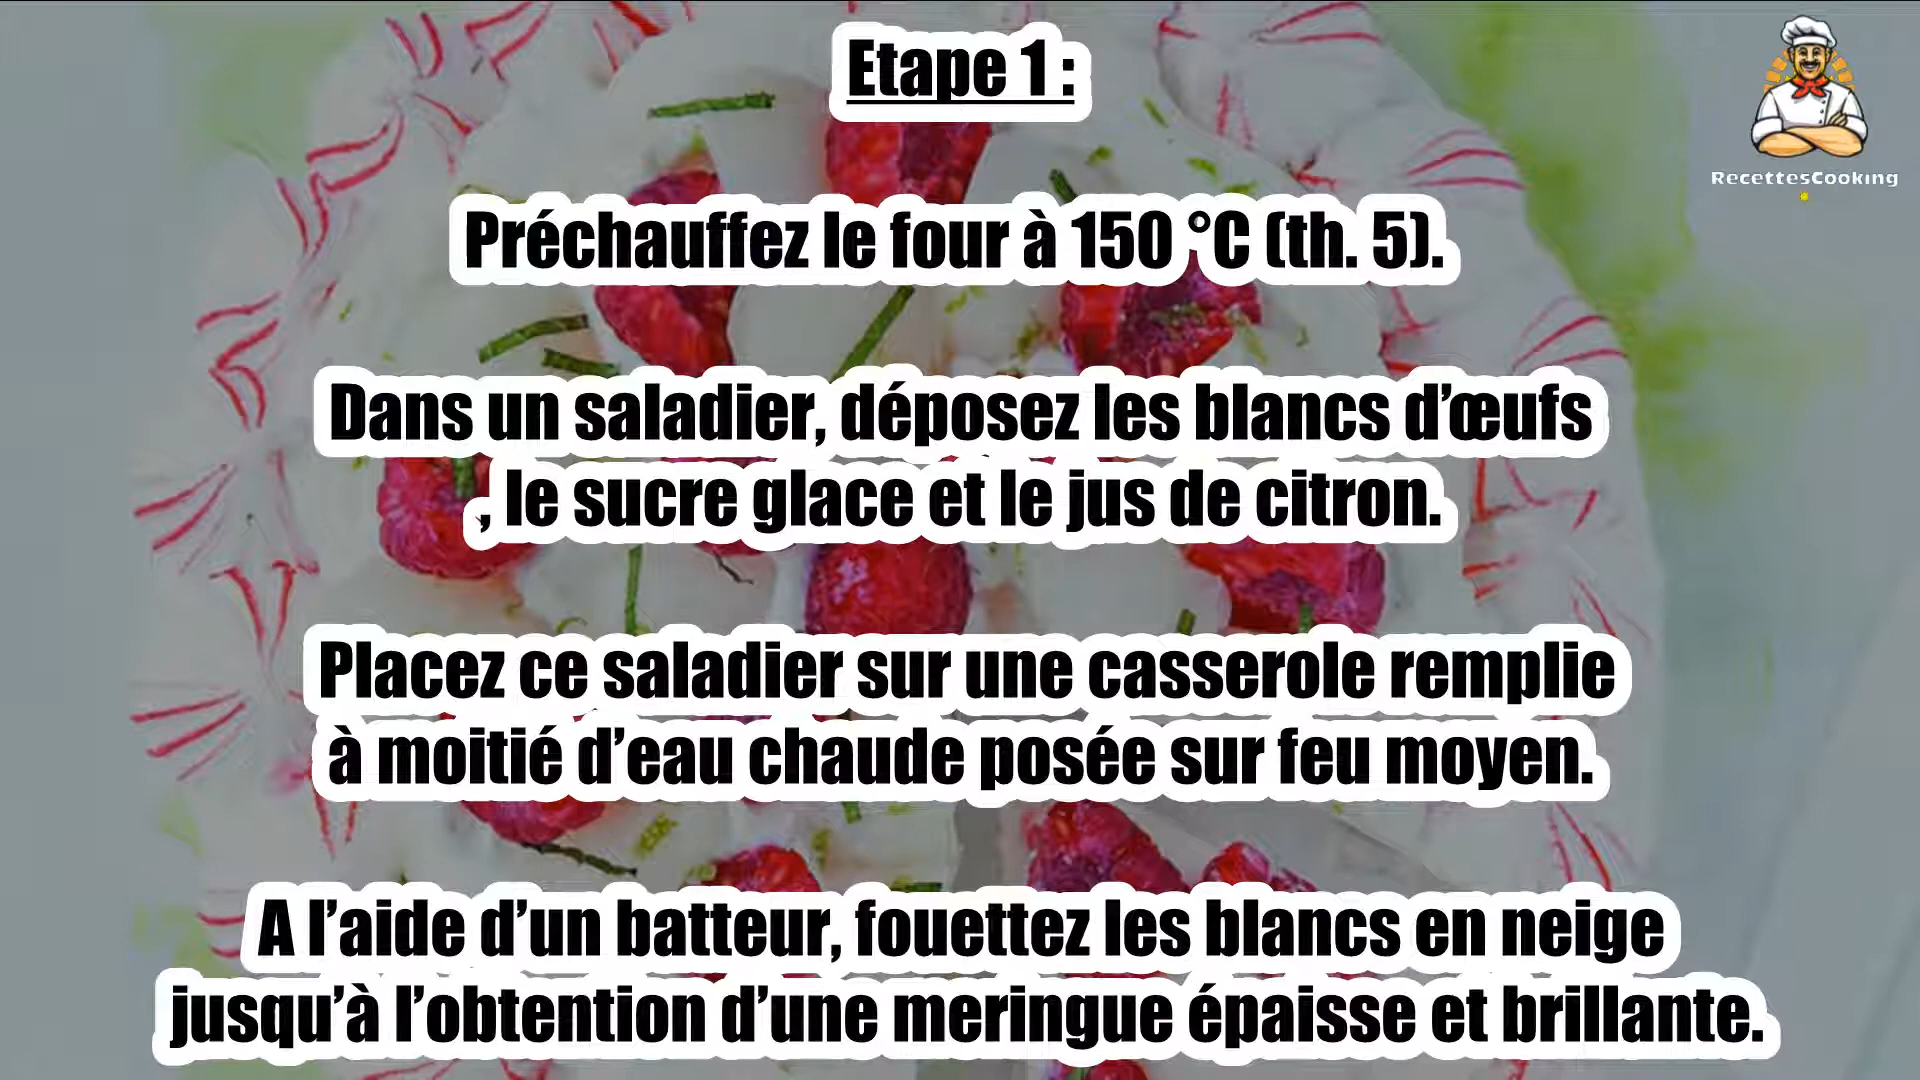 Etape 1 :
RecettesCooking
Préchauffez le four à 150 °C (th. 5).
Dans un saladier, déposez les blancs d’œufs
, le sucre glace et le jus de citron.
Placez ce saladier sur une casserole remplie
à moitié d’eau chaude posée sur feu moyen.
A l’aide d’un batteur, fouettez les blancs en neige
jusqu’à l’obtention d’une meringue épaisse et brillante.